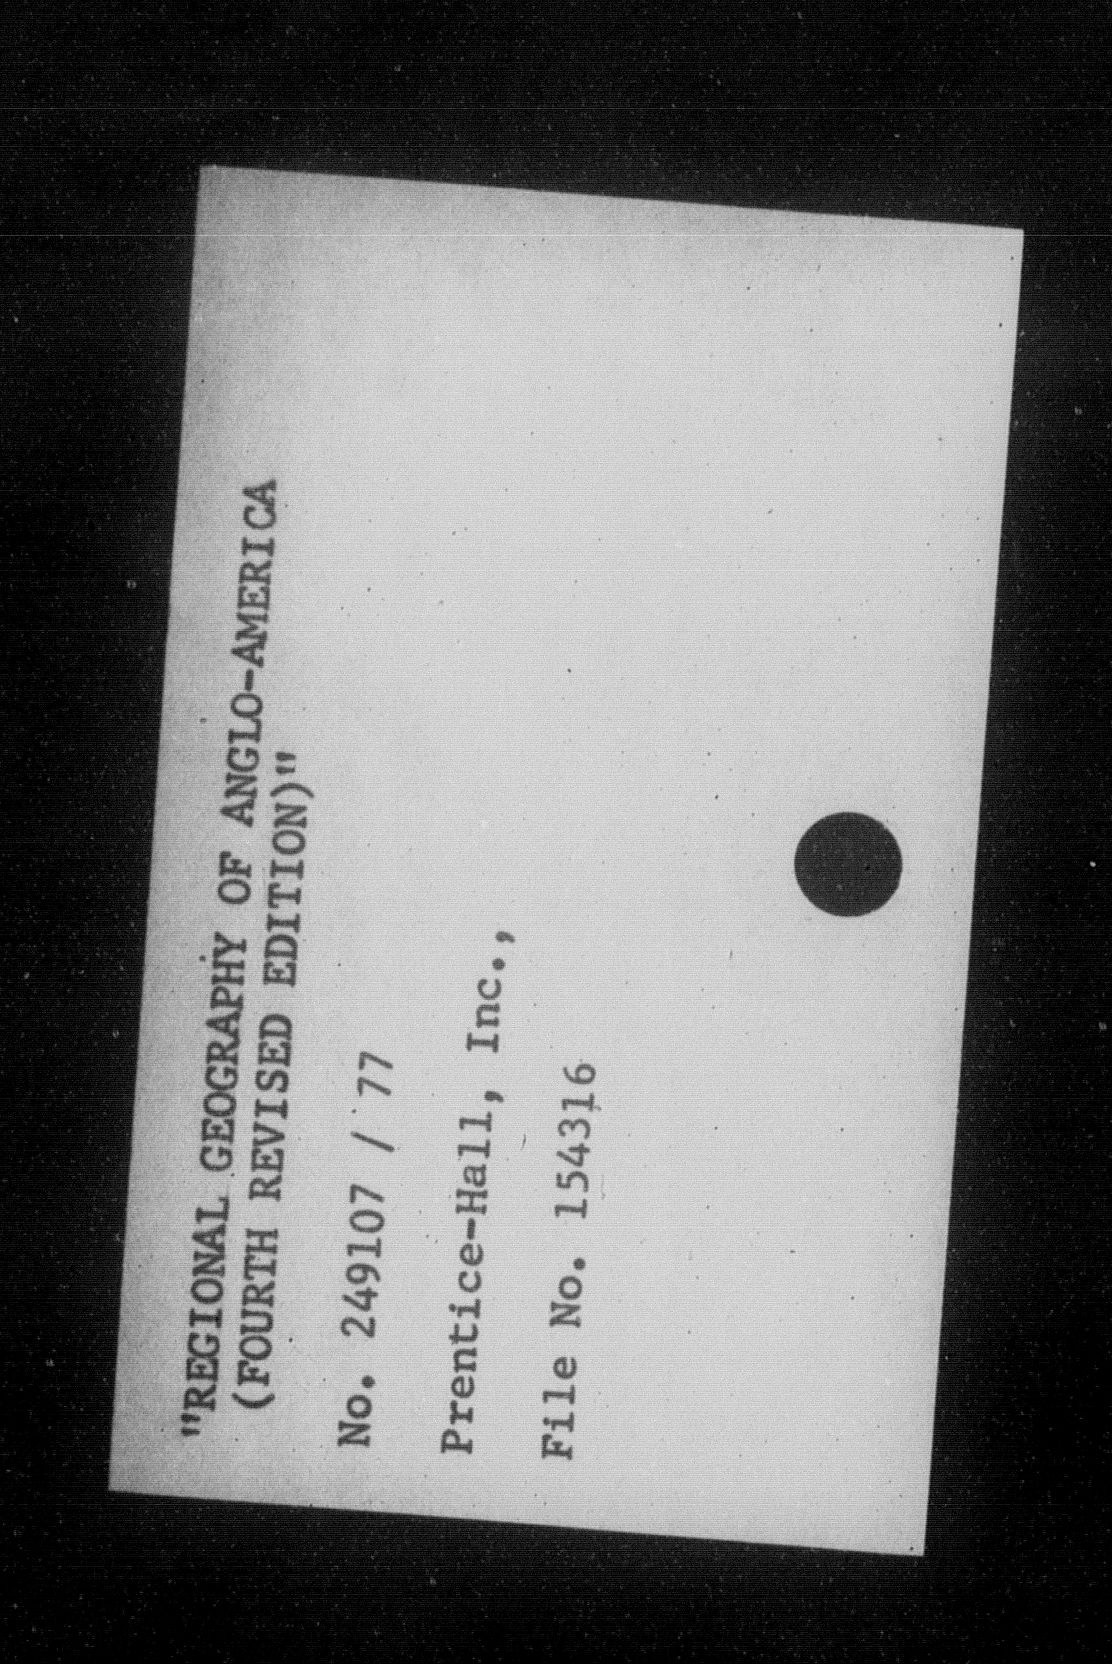 "REGIONAL GEOGRAPHY OF ANGLO-AMERICA
(FOURTH REVISED EDITION)"
No. 249107 / 77
Prentice-Hall, Inc.,
File No. 154316